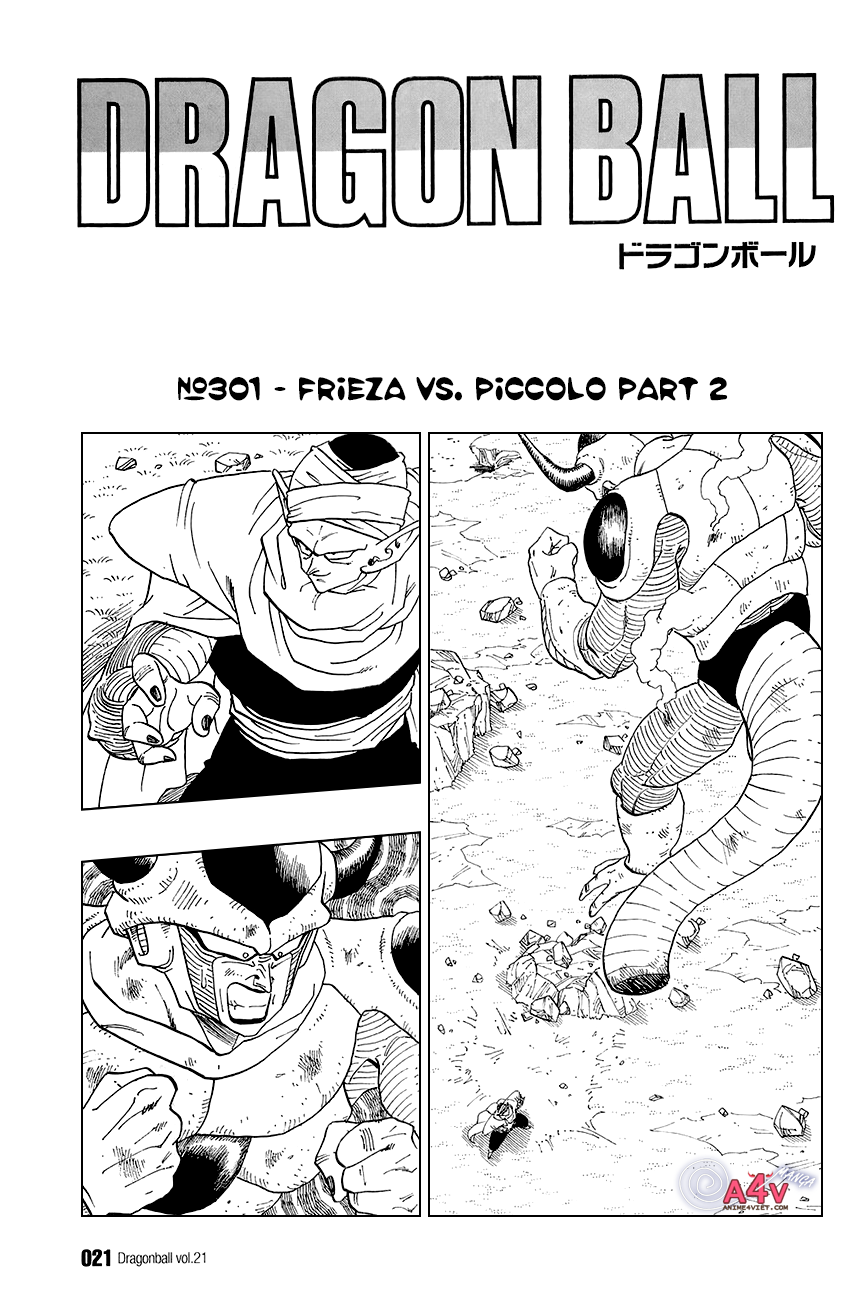 DRAGON BALL
ドラゴンボール
№301 - FRIEZA VS. PICCOLO PART 2
A4V
MANGA
ANIME4VIET.COM
021 Dragonball vol.21